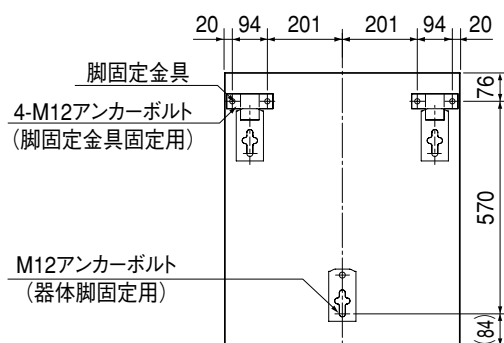 20 94 201 201 94 20
76
脚固定金具
4-M12アンカーボルト
（脚固定金具固定用）
570
M12アンカーボルト
（器体脚固定用）
(84)